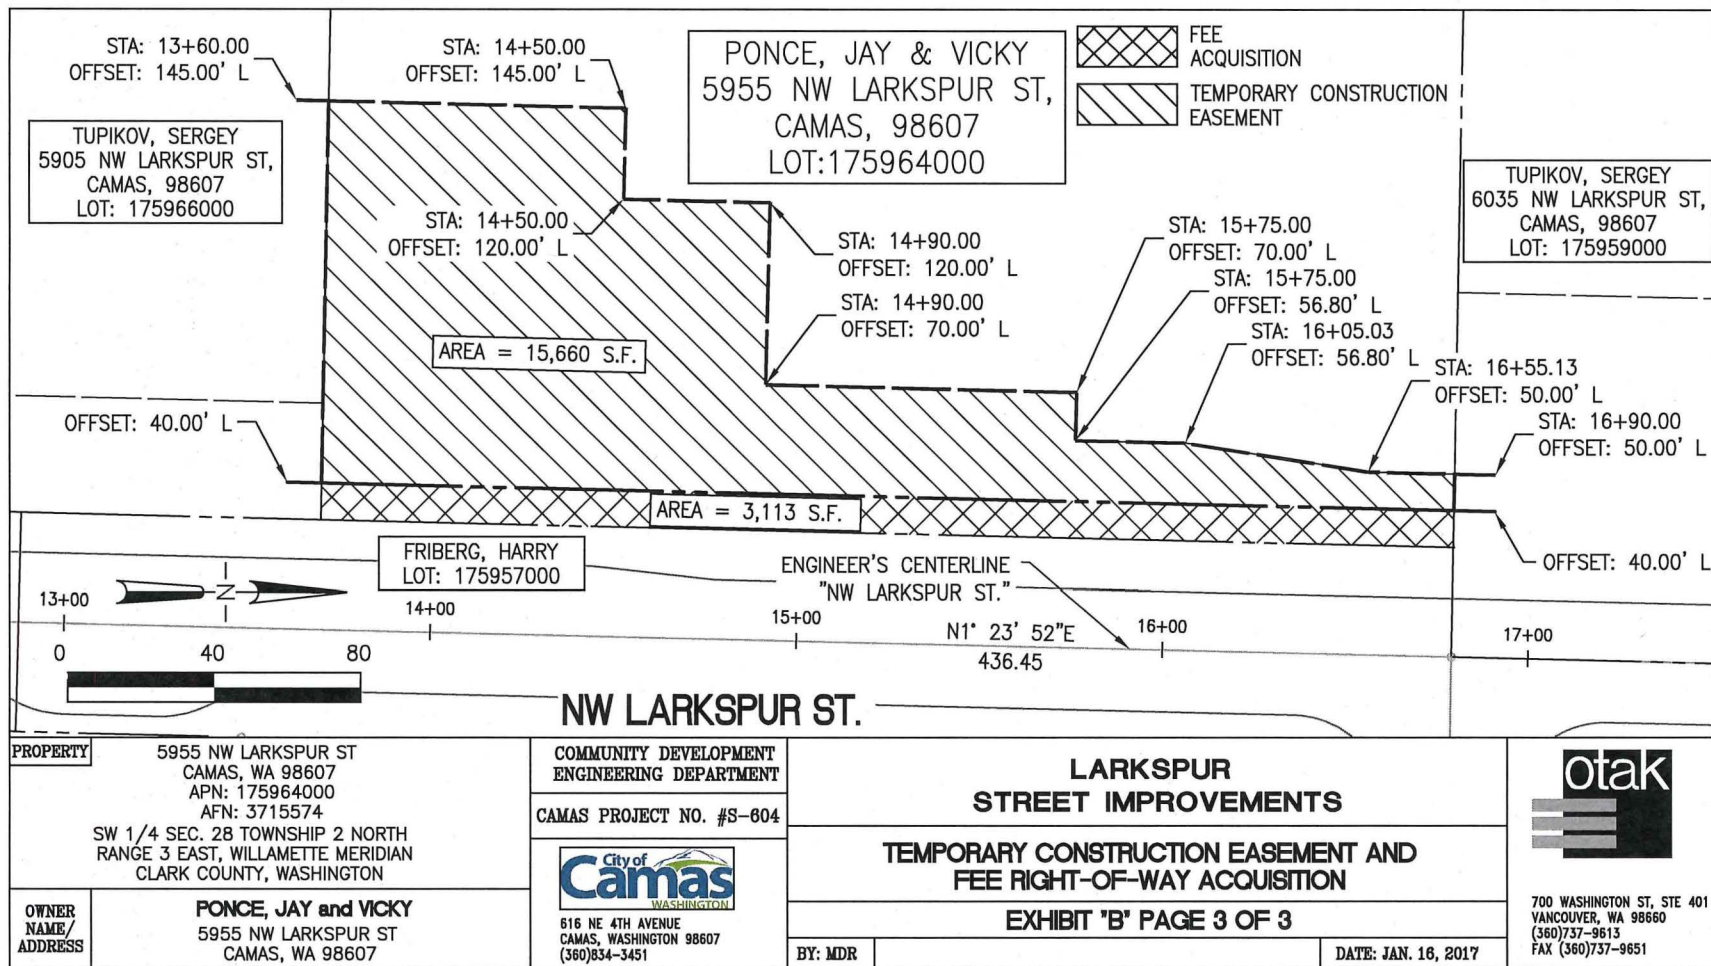 STA: 13+60.00
OFFSET: 145.00' L
STA: 14+50.00
OFFSET: 145.00' L
PONCE, JAY & VICKY
5955 NW LARKSPUR ST,
CAMAS, 98607
LOT:175964000
FEE
ACQUISITION
TEMPORARY CONSTRUCTION
EASEMENT
TUPIKOV, SERGEY
5905 NW LARKSPUR ST,
CAMAS, 98607
LOT: 175966000
TUPIKOV, SERGEY
6035 NW LARKSPUR ST,
CAMAS, 98607
LOT: 175959000
STA: 14+50.00
OFFSET: 120.00' L
STA: 14+90.00
OFFSET: 120.00' L
STA: 14+90.00
OFFSET: 70.00' L
STA: 15+75.00
OFFSET: 70.00' L
STA: 15+75.00
OFFSET: 56.80' L
STA: 16+05.03
OFFSET: 56.80' L
STA: 16+55.13
OFFSET: 50.00' L
STA: 16+90.00
OFFSET: 50.00' L
AREA = 15,660 S.F.
OFFSET: 40.00' L
AREA = 3,113 S.F.
OFFSET: 40.00' L
FRIBERG, HARRY
LOT: 175957000
ENGINEER'S CENTERLINE
"NW LARKSPUR ST."
N
13+00
14+00
15+00
N1° 23' 52"E
436.45
16+00
17+00
0 40 80
NW LARKSPUR ST.
PROPERTY
5955 NW LARKSPUR ST
CAMAS, WA 98607
APN: 175964000
AFN: 3715574
SW 1/4 SEC. 28 TOWNSHIP 2 NORTH
RANGE 3 EAST, WILLAMETTE MERIDIAN
CLARK COUNTY, WASHINGTON
OWNER
NAME/
ADDRESS
PONCE, JAY and VICKY
5955 NW LARKSPUR ST
CAMAS, WA 98607
COMMUNITY DEVELOPMENT
ENGINEERING DEPARTMENT
CAMAS PROJECT NO. #S-604
City of
Camas
WASHINGTON
616 NE 4TH AVENUE
CAMAS, WASHINGTON 98607
(360)834-3451
LARKSPUR
STREET IMPROVEMENTS
TEMPORARY CONSTRUCTION EASEMENT AND
FEE RIGHT-OF-WAY ACQUISITION
EXHIBIT "B" PAGE 3 OF 3
BY: MDR
DATE: JAN. 16, 2017
otak
700 WASHINGTON ST, STE 401
VANCOUVER, WA 98660
(360)737-9613
FAX (360)737-9651